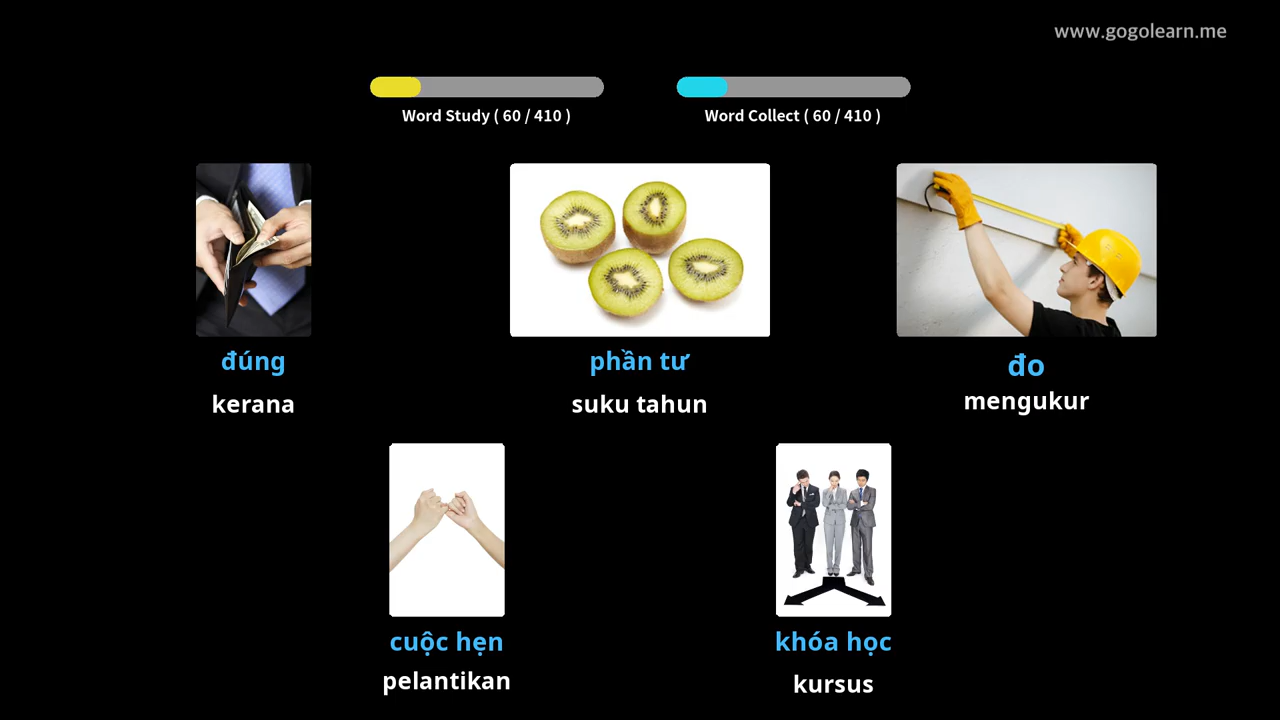 www.gogolearn.me
Word Study ( 60 / 410 )
Word Collect ( 60 / 410 )
đúng
phần tư
đo
kerana
suku tahun
mengukur
cuộc hẹn
khóa học
pelantikan
kursus